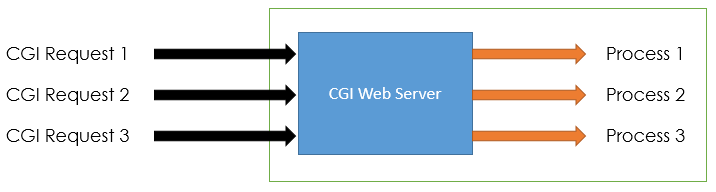 CGI Request 1
CGI Request 2
CGI Request 3
CGI Web Server
Process 1
Process 2
Process 3